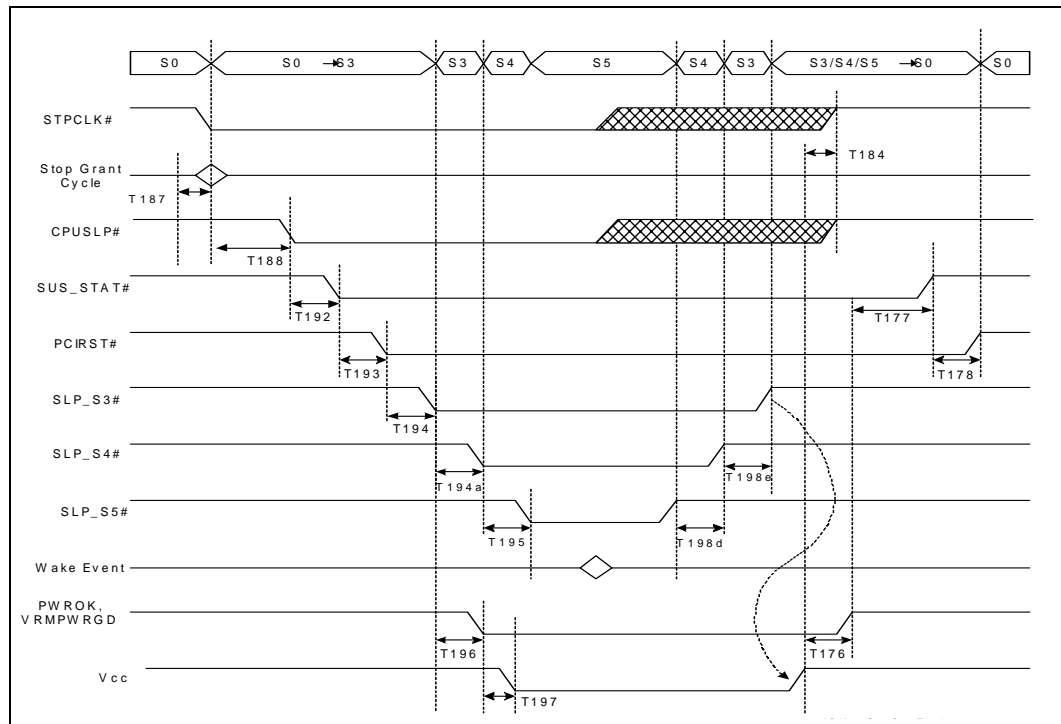 S0 S0 → S3 S3 S4 S5 S4 S3 S3/S4/S5 → S0 S0
STPCLK#
T184
Stop Grant
Cycle
T187
CPUSLP#
T188
SUS_STAT#
T192
T177
PCIRST#
T193
T178
SLP_S3#
T194
SLP_S4#
T194a
T198e
SLP_S5#
T195
T198d
Wake Event
PWROK,
VRMPWRGD
T196
T176
Vcc
T197